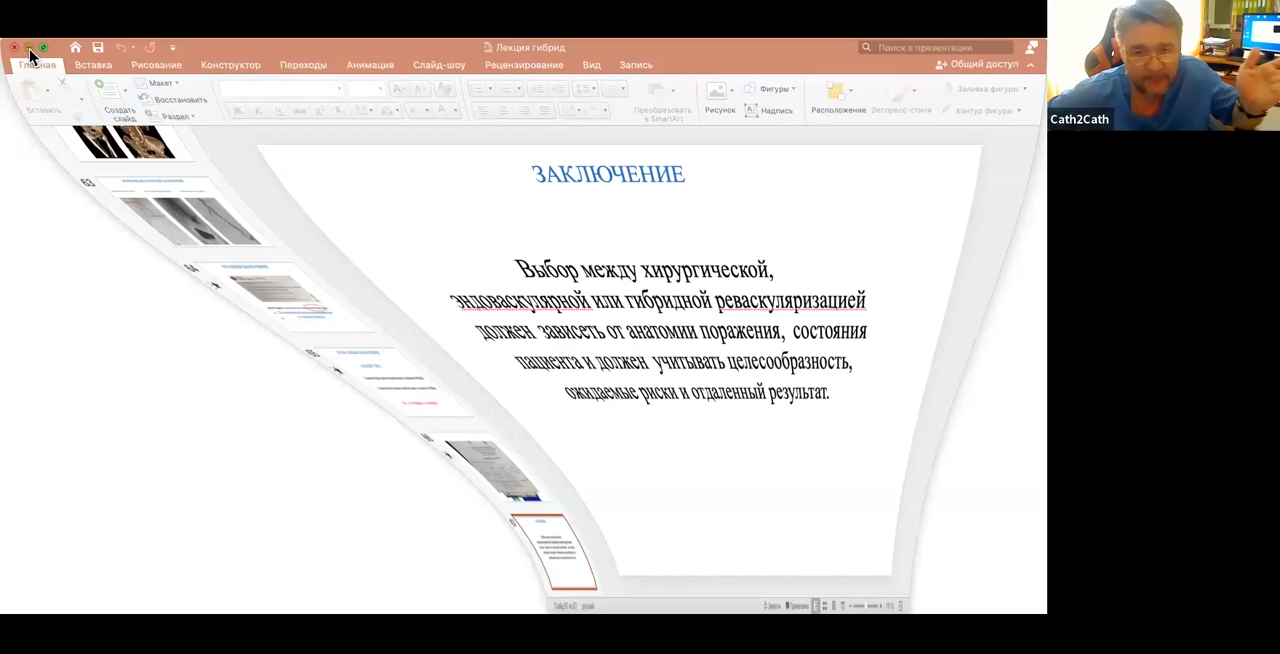 Лекция гибрид
Поиск в презентации
Главная
Вставка
Рисование
Конструктор
Переходы
Анимация
Слайд-шоу
Рецензирование
Вид
Запись
Общий доступ
Вставить
Создать
слайд
Макет
Восстановить
Раздел
Преобразовать
в SmartArt
Рисунок
Фигуры
Надпись
Расположение
Экспресс-стили
Заливка фигуры
Контур фигуры
Cath2Cath
ЗАКЛЮЧЕНИЕ
Выбор между хирургической,
эндоваскулярной или гибридной реваскуляризацией
должен зависеть от анатомии поражения, состояния
пациента и должен учитывать целесообразность,
ожидаемые риски и отдаленный результат.